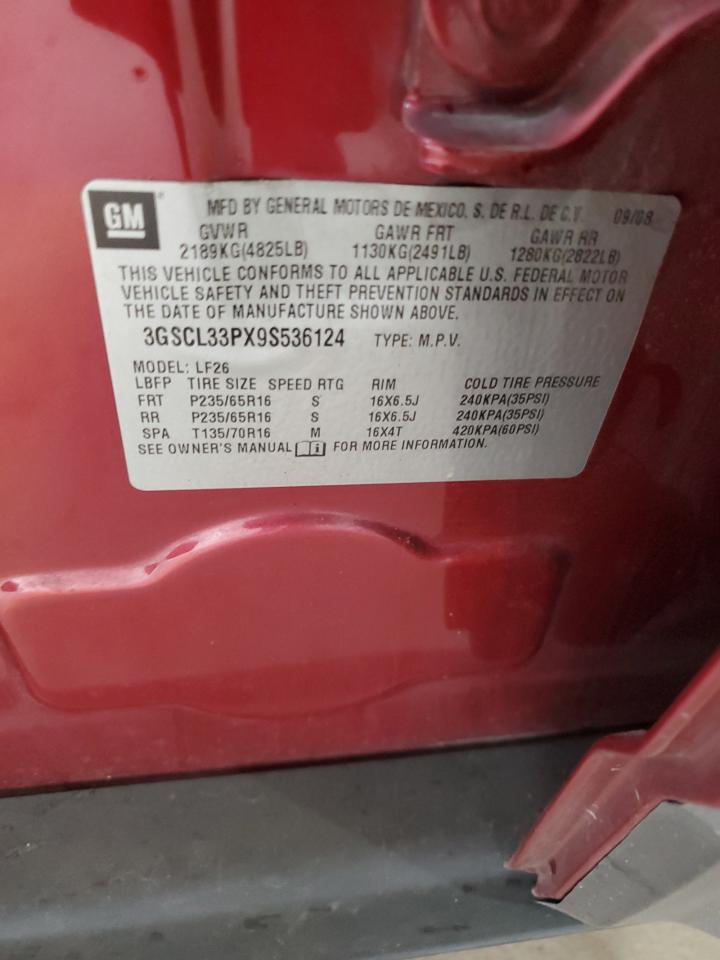 GM ® MFD BY GENERAL MOTORS DE MEXICO, S. DE R.L. DE C.V. 09/08
GVWR GAWR FRT GAWR RR
2189KG(4825LB) 1130KG(2491LB) 1280KG(2822LB)
THIS VEHICLE CONFORMS TO ALL APPLICABLE U.S. FEDERAL MOTOR
VEHICLE SAFETY AND THEFT PREVENTION STANDARDS IN EFFECT ON
THE DATE OF MANUFACTURE SHOWN ABOVE.
3GSCL33PX9S536124 TYPE: M.P.V.
MODEL: LF26
LBFP TIRE SIZE SPEED RTG RIM COLD TIRE PRESSURE
FRT P235/65R16 S 16X6.5J 240KPA(35PSI)
RR P235/65R16 S 16X6.5J 240KPA(35PSI)
SPA T135/70R16 M 16X4T 420KPA(60PSI)
SEE OWNER'S MANUAL i FOR MORE INFORMATION.